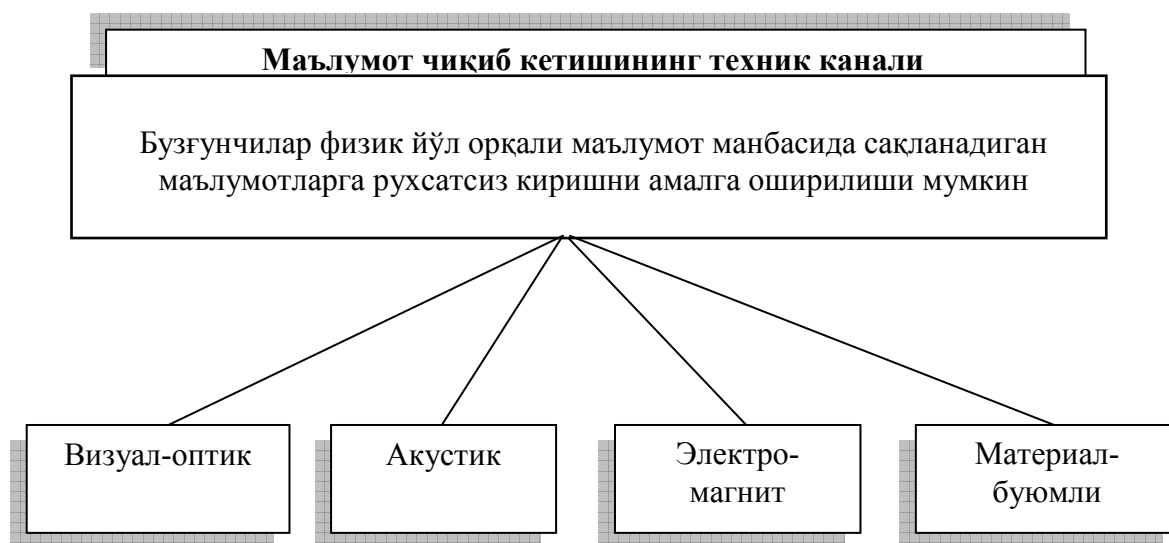 Маълумот чиқиб кетишининг техник канали
Бузғунчилар физик йўл орқали маълумот манбасида сақланадиган
маълумотларга рухсатсиз киришни амалга оширилиши мумкин
Визуал-оптик
Акустик
Электро-
магнит
Материал-
буюмли